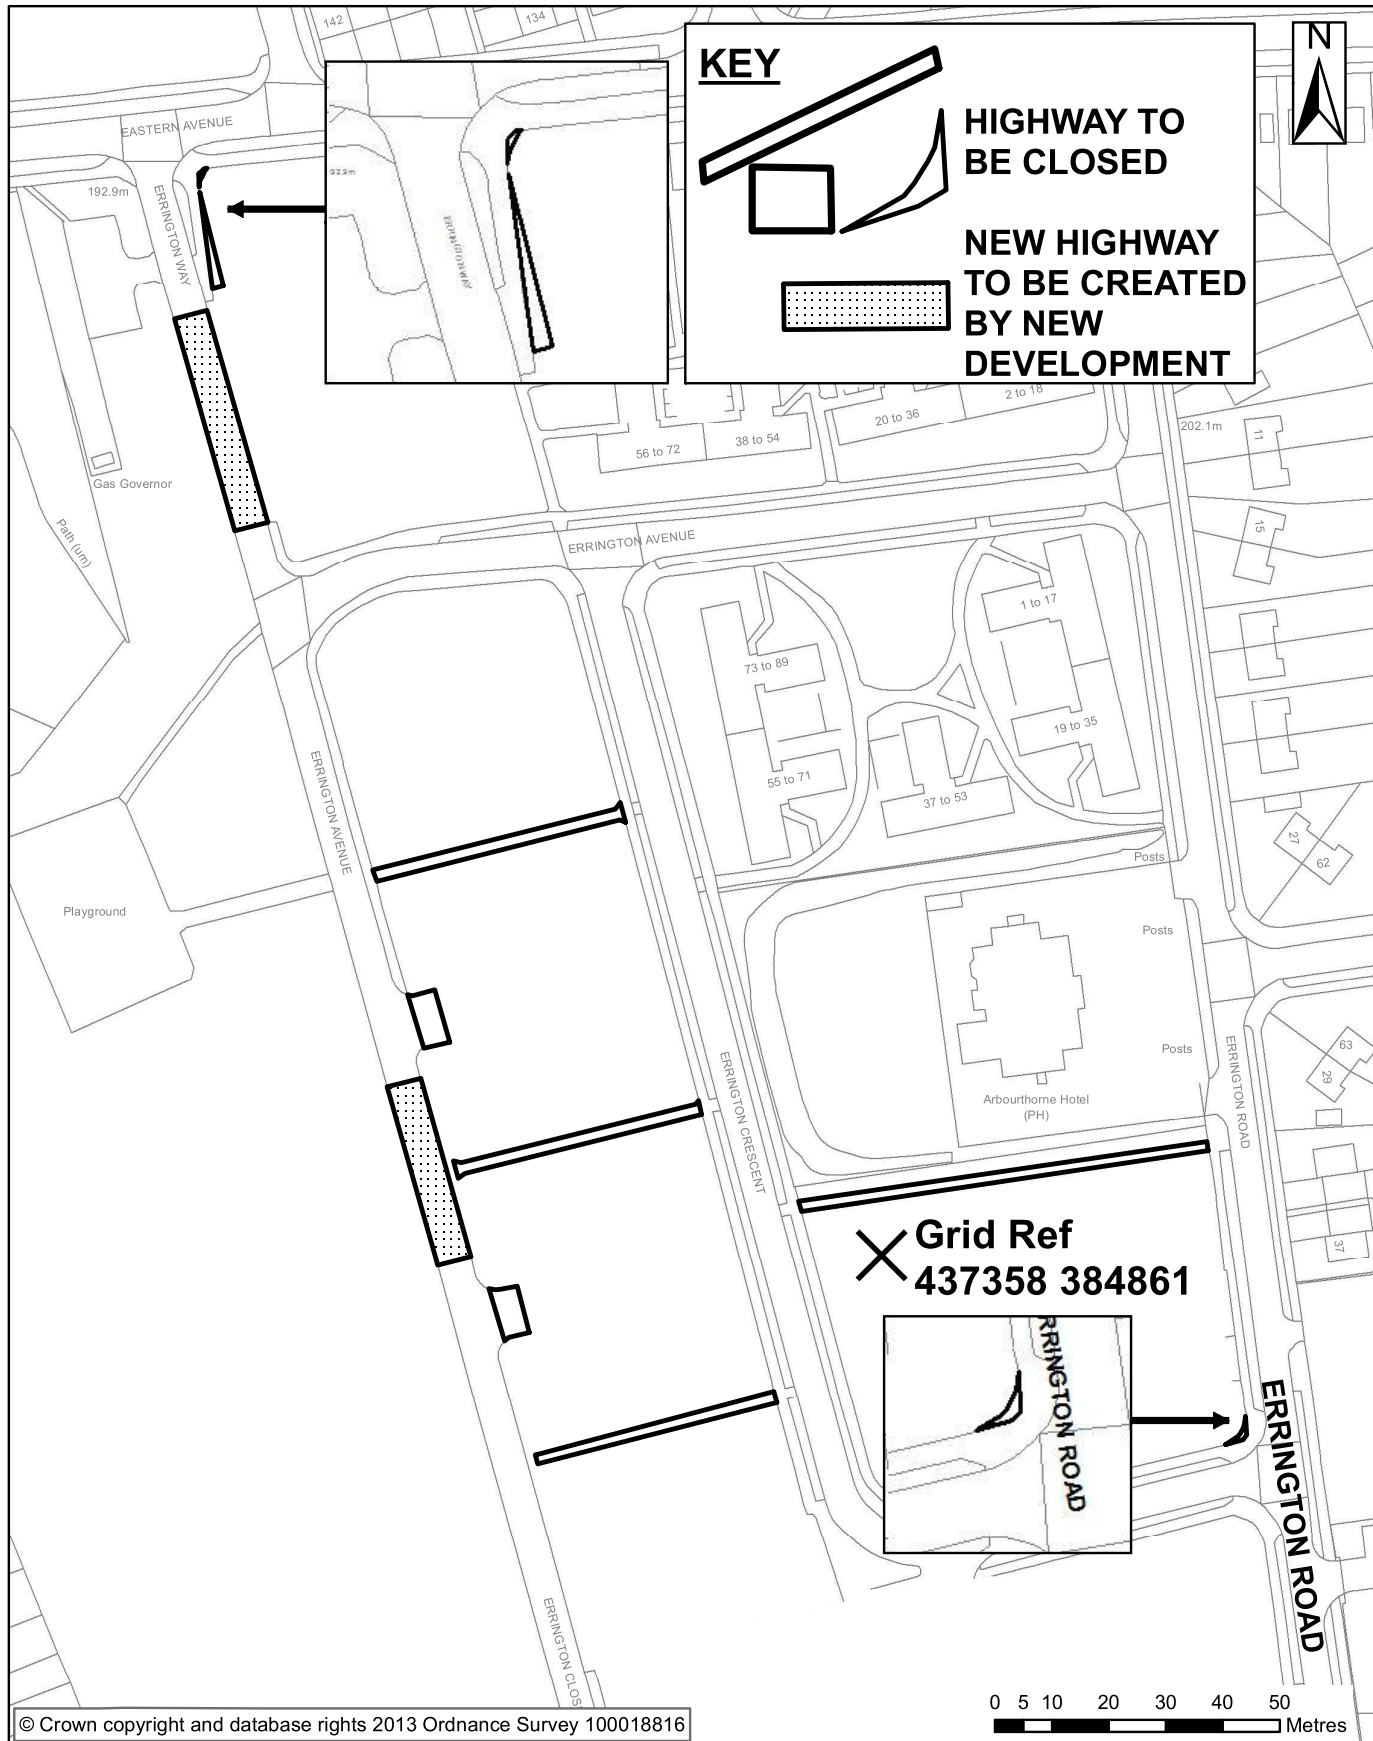 142
134
KEY
N
EASTERN AVENUE
HIGHWAY TO
BE CLOSED
192.9m
ERRINGTON WAY
ERRINGTON WAY
NEW HIGHWAY
TO BE CREATED
BY NEW
DEVELOPMENT
2 to 18
20 to 36
38 to 54
56 to 72
202.1m
11
Gas Governor
Path (um)
15
ERRINGTON AVENUE
1 to 17
73 to 89
19 to 35
55 to 71
37 to 53
ERRINGTON AVENUE
27
62
Posts
Playground
Posts
Posts
63
29
ERRINGTON ROAD
ERRINGTON CRESCENT
Arbourthorne Hotel
(PH)
37
Grid Ref
437358 384861
RRINGTON ROAD
ERRINGTON ROAD
ERRINGTON CLOS
0 5 10 20 30 40 50
Metres
© Crown copyright and database rights 2013 Ordnance Survey 100018816